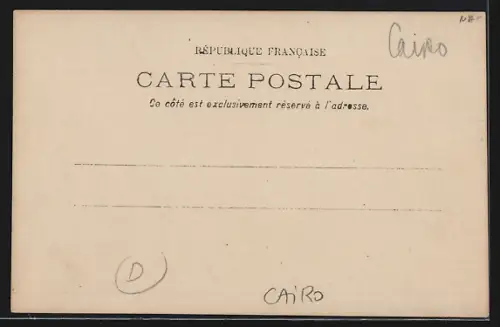 Cairo
RÉPUBLIQUE FRANÇAISE
CARTE POSTALE
Ce côté est exclusivement réservé à l'adresse.
D
CAiRO